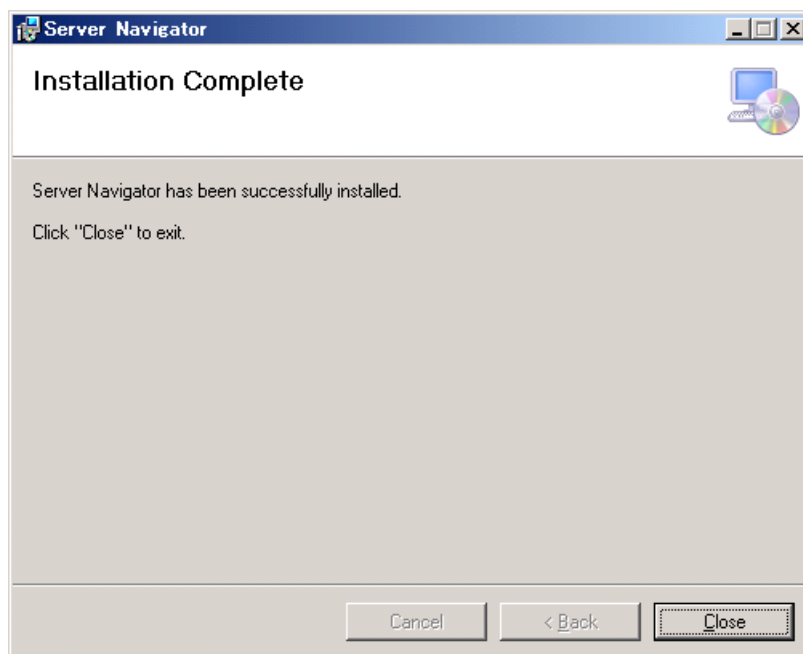 Server Navigator
Installation Complete
Server Navigator has been successfully installed.
Click "Close" to exit.
Cancel
< Back
Close